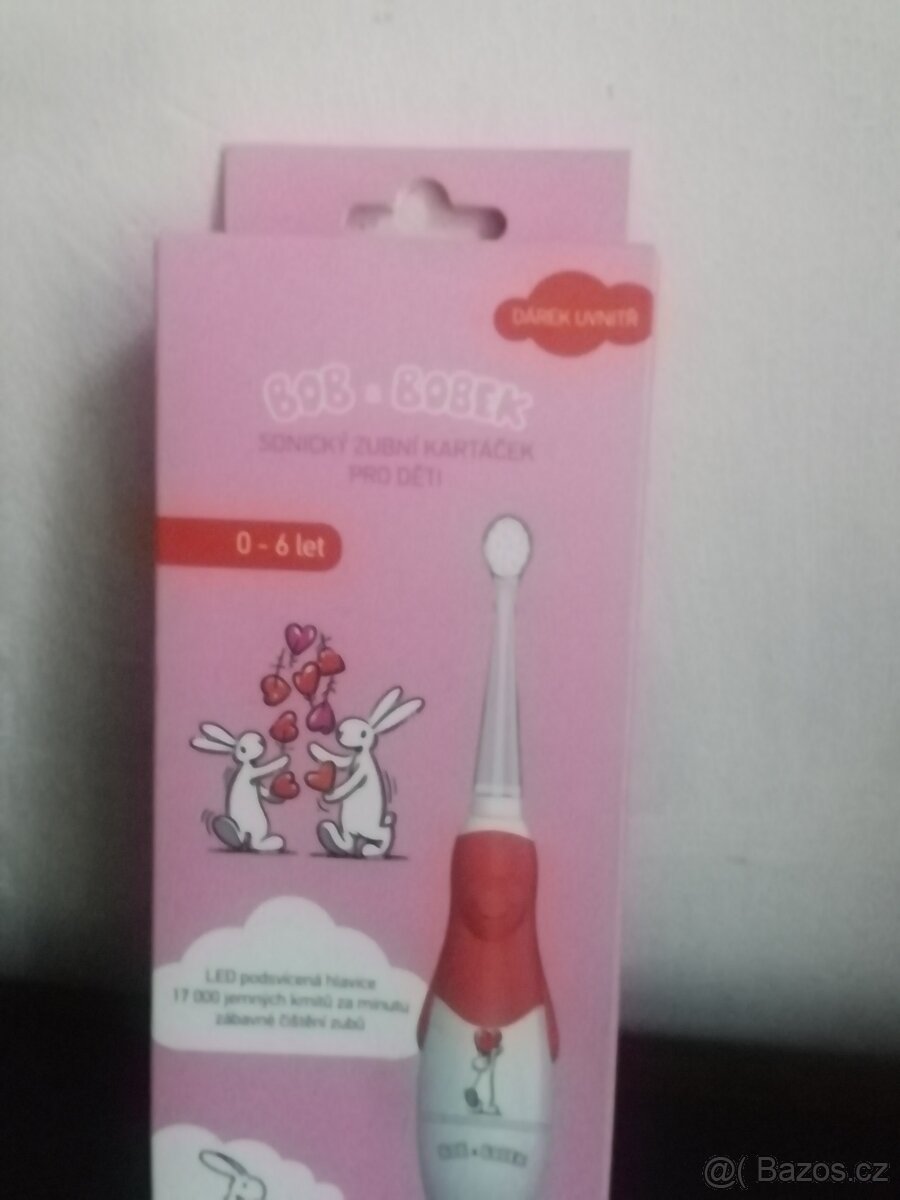 DÁREK UVNITŘ
BOB & BOBEK
SONICKÝ ZUBNÍ KARTÁČEK
PRO DĚTI
0 - 6 let
LED podsvícená hlavice
17 000 jemných kmitů za minutu
zábavné čištění zubů
BOB & BOBEK
@( Bazos.cz